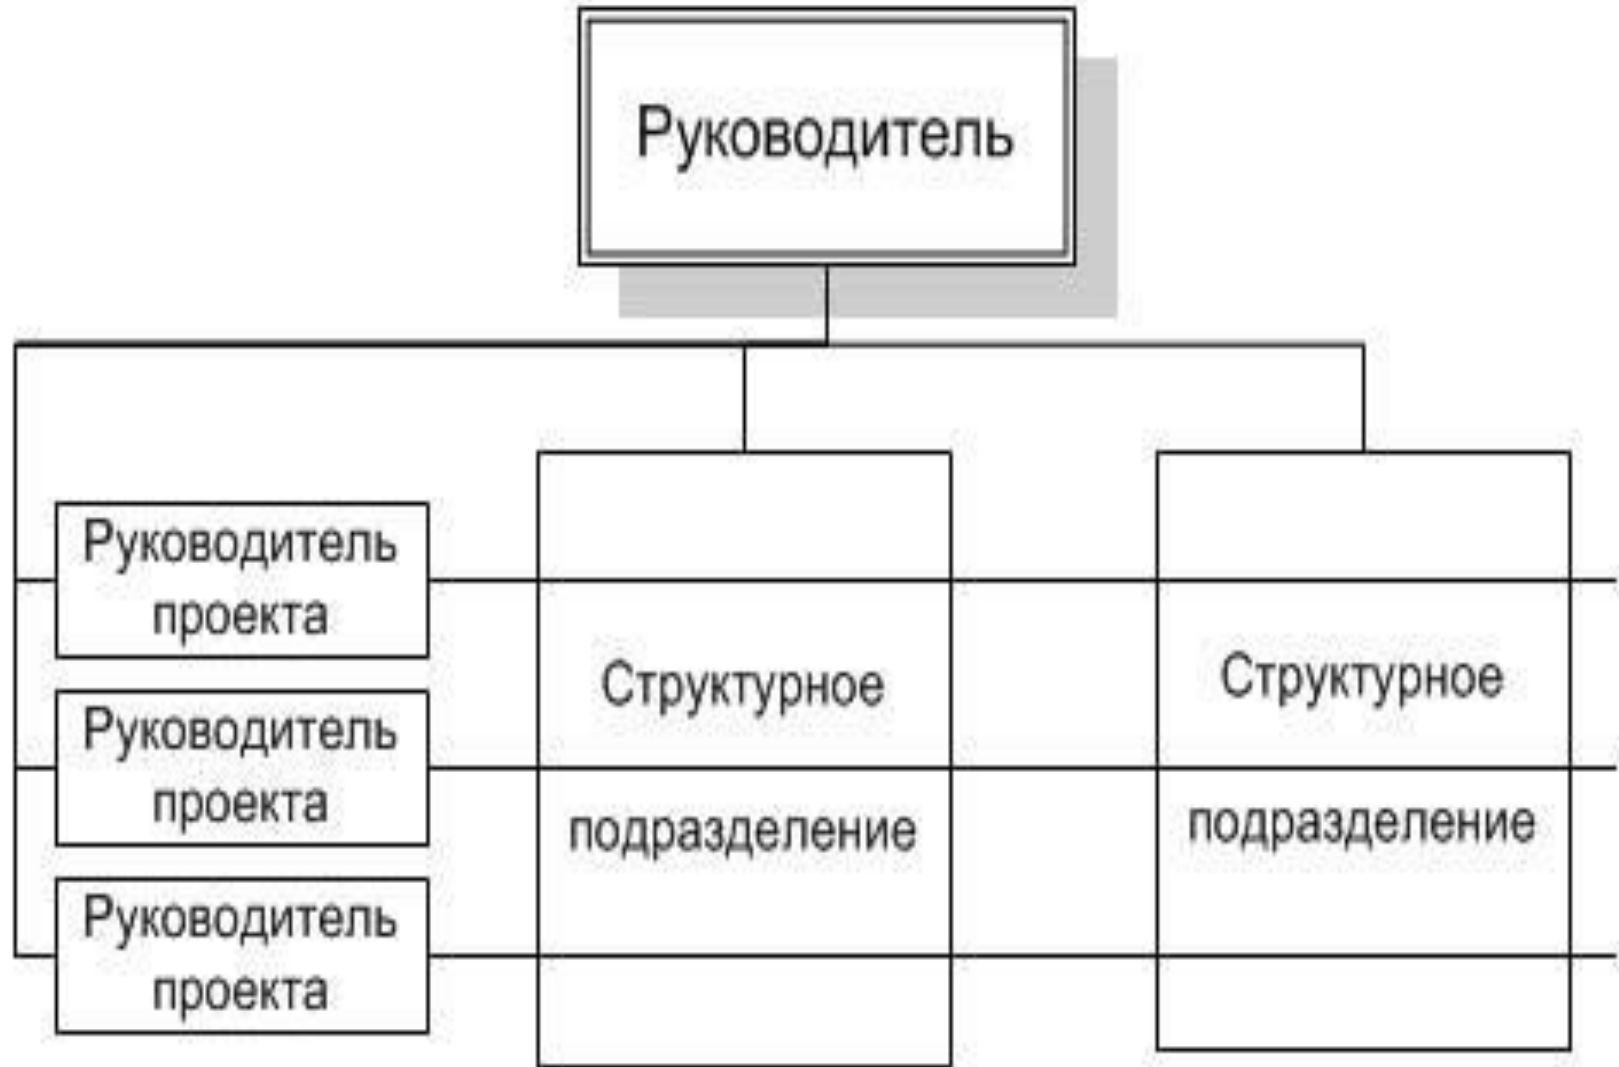 Руководитель
Руководитель
проекта
Руководитель
проекта
Руководитель
проекта
Структурное
подразделение
Структурное
подразделение